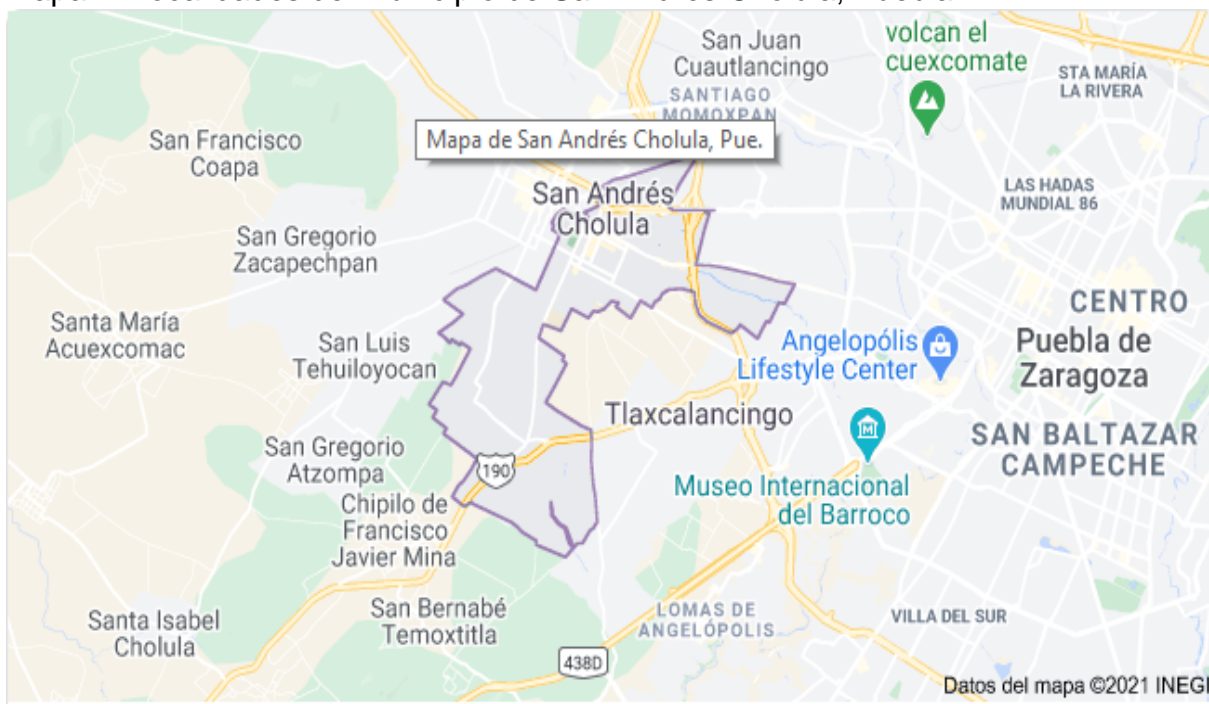 San Juan
Cuautlancingo
volcan el
cuexcomate
STA MARÍA
LA RIVERA
SANTIAGO
MOMOXPAN
San Francisco
Coapa
Mapa de San Andrés Cholula, Pue.
San Andrés
Cholula
LAS HADAS
MUNDIAL 86
San Gregorio
Zacapechpan
CENTRO
Santa María
Acuexcomac
San Luis
Tehuiloyocan
Angelopólis
Lifestyle Center
Puebla de
Zaragoza
Tlaxcalancingo
San Gregorio
Atzompa
190
SAN BALTAZAR
CAMPECHE
Chipilo de
Francisco
Javier Mina
Museo Internacional
del Barroco
Santa Isabel
Cholula
San Bernabé
Temoxtitla
LOMAS DE
ANGELÓPOLIS
VILLA DEL SUR
438D
Datos del mapa ©2021 INEGI